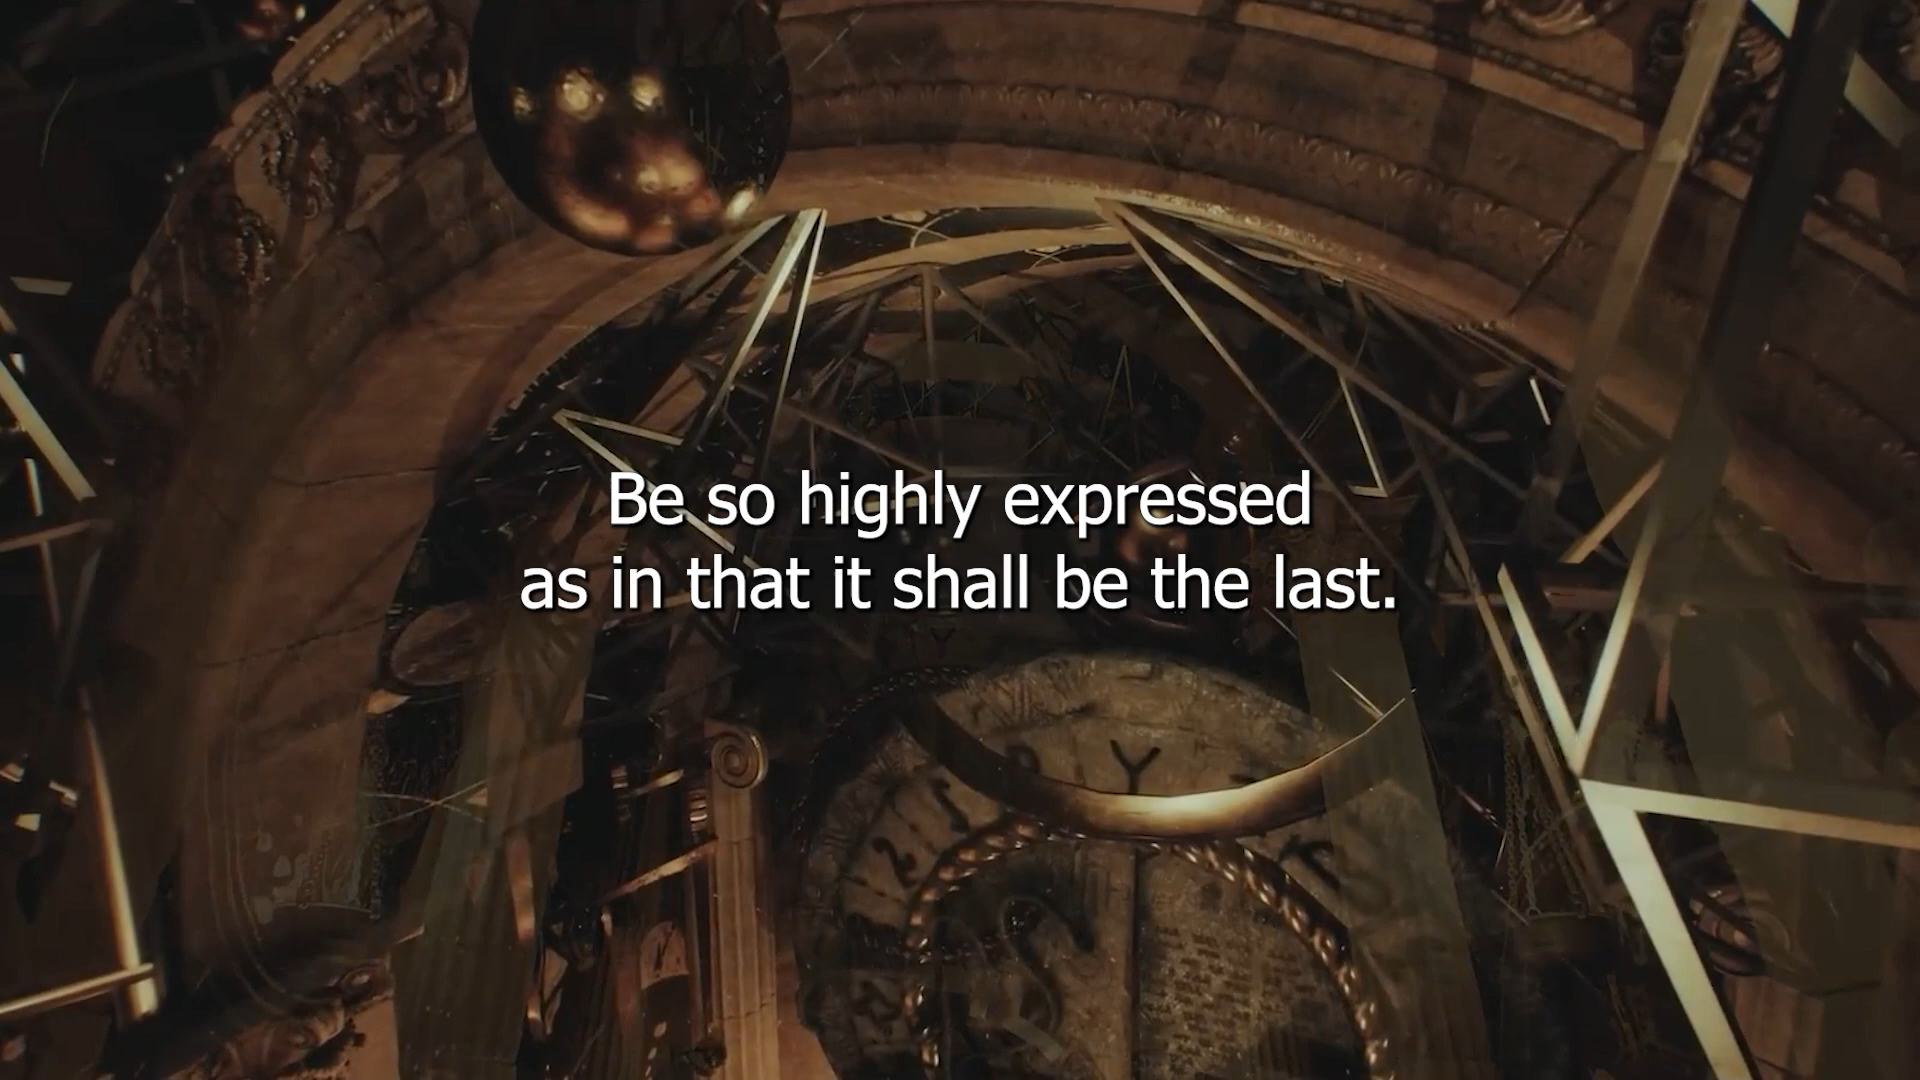 Be so highly expressed
as in that it shall be the last.